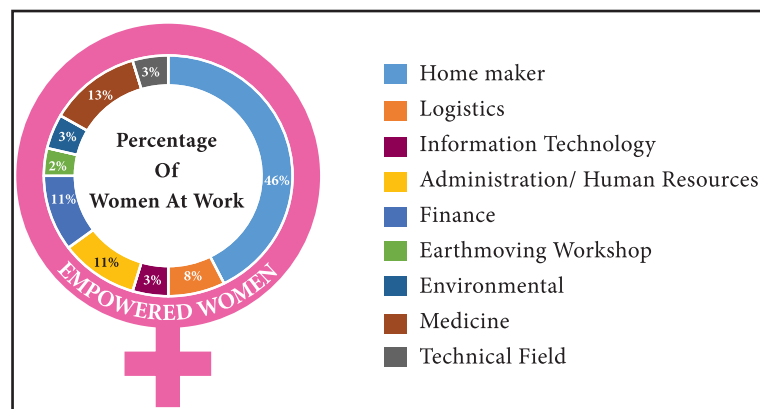 Percentage
Of
Women At Work
46%
8%
3%
11%
11%
2%
3%
13%
3%
EMPOWERED WOMEN
Home maker
Logistics
Information Technology
Administration/ Human Resources
Finance
Earthmoving Workshop
Environmental
Medicine
Technical Field